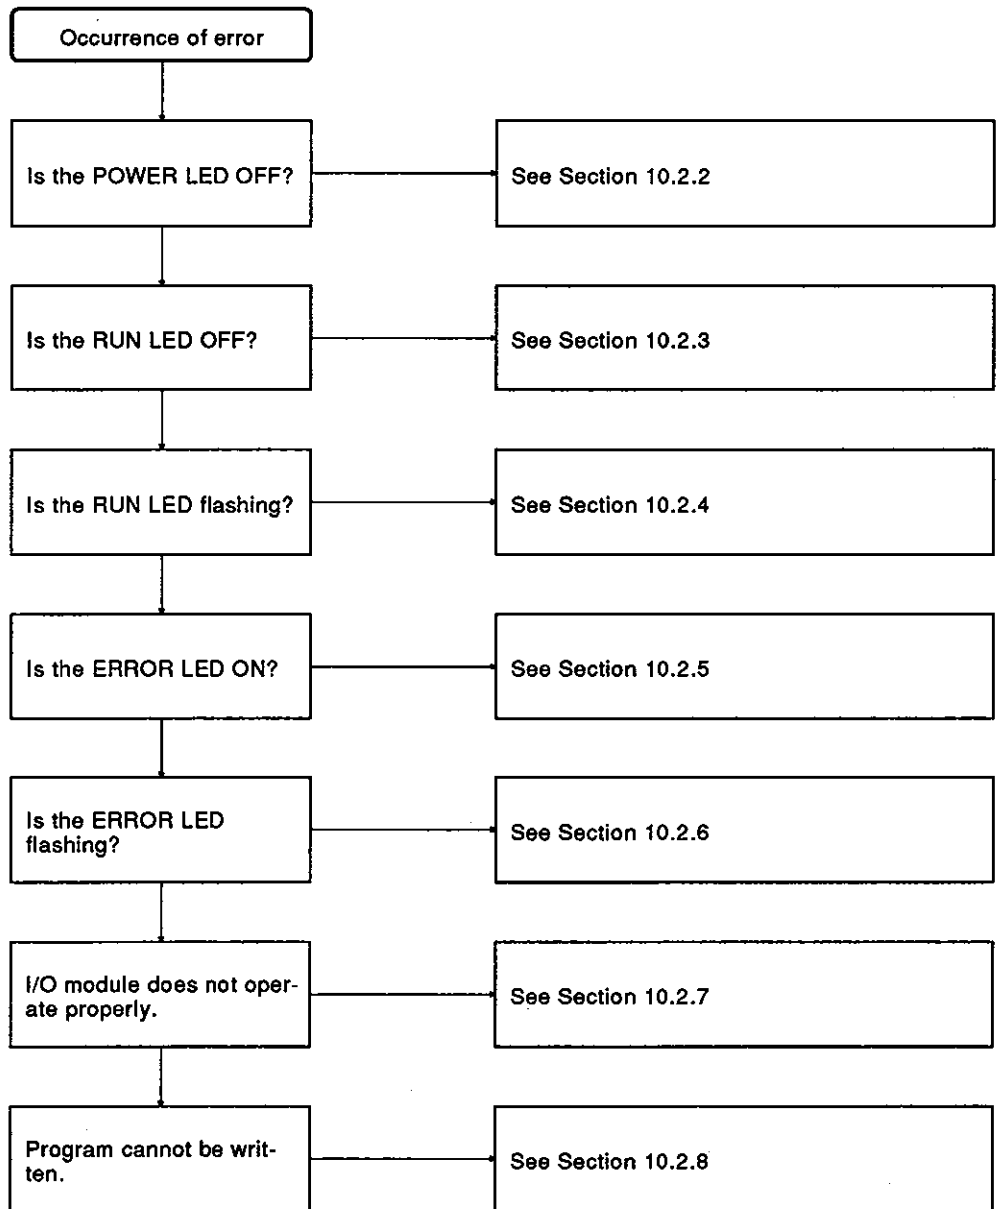 Occurrence of error
Is the POWER LED OFF?
See Section 10.2.2
Is the RUN LED OFF?
See Section 10.2.3
Is the RUN LED flashing?
See Section 10.2.4
Is the ERROR LED ON?
See Section 10.2.5
Is the ERROR LED
flashing?
See Section 10.2.6
I/O module does not oper-
ate properly.
See Section 10.2.7
Program cannot be writ-
ten.
See Section 10.2.8